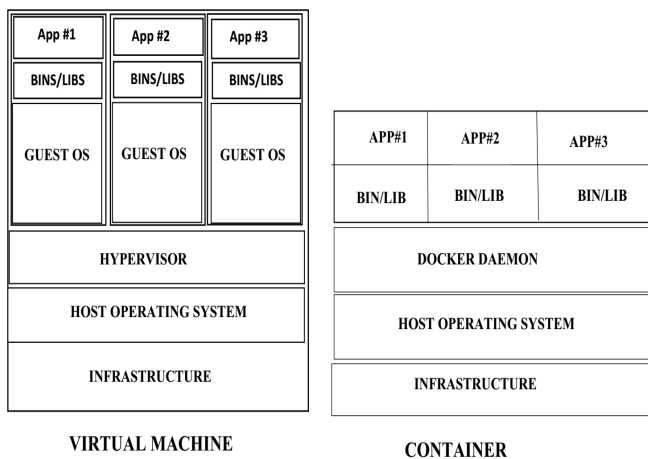 App #1 App #2 App #3
BINS/LIBS BINS/LIBS BINS/LIBS
GUEST OS GUEST OS GUEST OS
HYPERVISOR
HOST OPERATING SYSTEM
INFRASTRUCTURE
VIRTUAL MACHINE
APP#1 APP#2 APP#3
BIN/LIB BIN/LIB BIN/LIB
DOCKER DAEMON
HOST OPERATING SYSTEM
INFRASTRUCTURE
CONTAINER